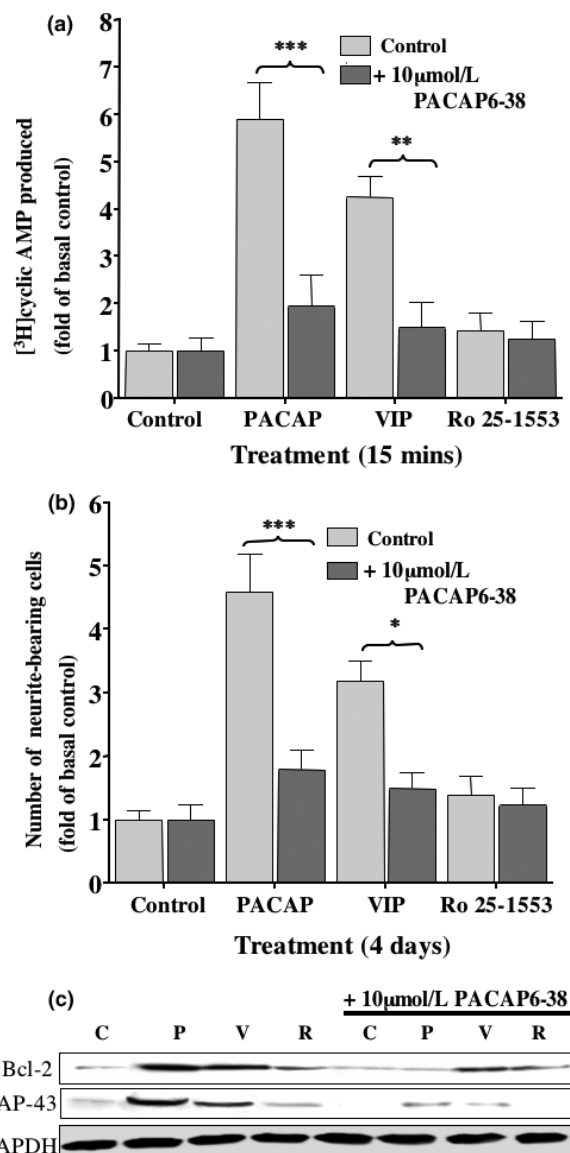 (a)
8
7
6
5
4
3
2
1
0
[³H]cyclic AMP produced
(fold of basal control)
***
**
Control
+ 10µmol/L
PACAP6-38
Control PACAP VIP Ro 25-1553
Treatment (15 mins)
(b)
6
5
4
3
2
1
0
Number of neurite-bearing cells
(fold of basal control)
***
*
Control
+ 10µmol/L
PACAP6-38
Control PACAP VIP Ro 25-1553
Treatment (4 days)
(c)
+ 10µmol/L PACAP6-38
C P V R C P V R
Bcl-2
AP-43
APDH